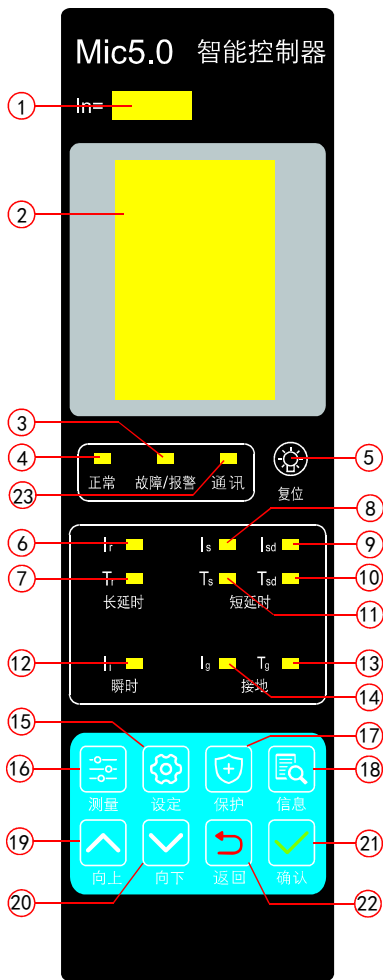 Mic5.0 智能控制器
① In=
②
③
④ ⑤
正常 故障/报警 通讯 复位
㉓
⑧
⑥ Ir Is Isd ⑨
⑦ Tr Ts Tsd ⑩
长延时 短延时
⑪
⑫ Ii Ig Tg ⑬
瞬时 接地
⑭
⑮ ⑰
⑯ ⑱
测量 设定 保护 信息
⑲ ㉑
向上 向下 返回 确认
⑳ ㉒